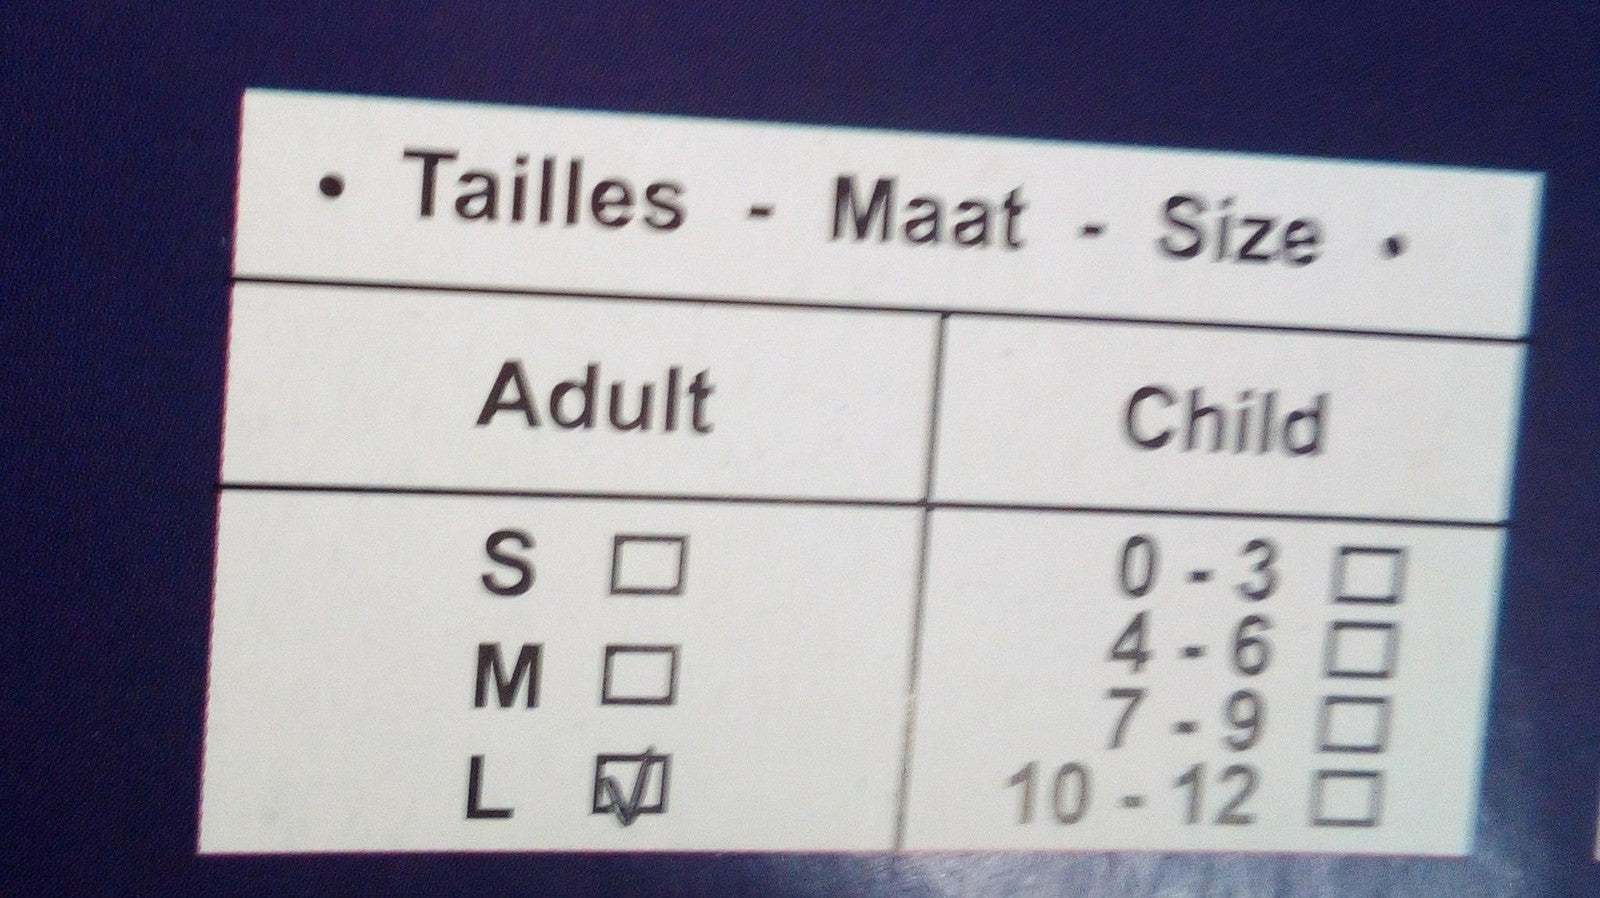 • Tailles - Maat - Size •
Adult
Child
S ☐
M ☐
L ☑
0 - 3 ☐
4 - 6 ☐
7 - 9 ☐
10 - 12 ☐